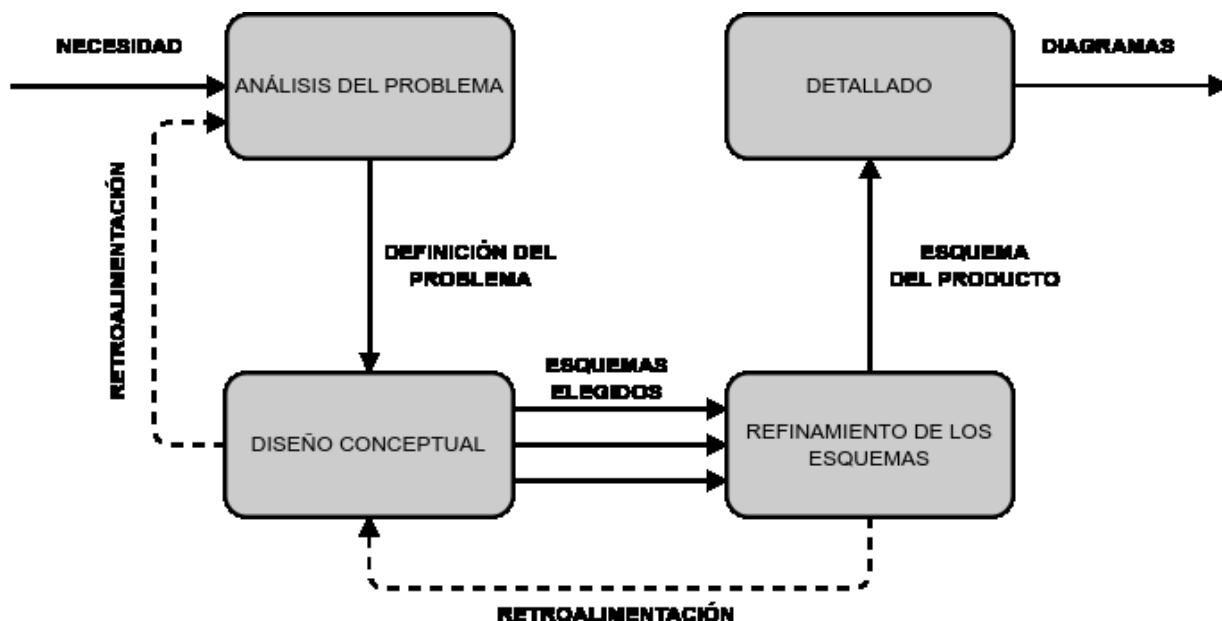 NECESIDAD
ANÁLISIS DEL PROBLEMA
DETALLADO
DIAGRAMAS
RETROALIMENTACIÓN
DEFINICIÓN DEL
PROBLEMA
ESQUEMA
DEL PRODUCTO
DISEÑO CONCEPTUAL
ESQUEMAS
ELEGIDOS
REFINAMIENTO DE LOS
ESQUEMAS
RETROALIMENTACIÓN